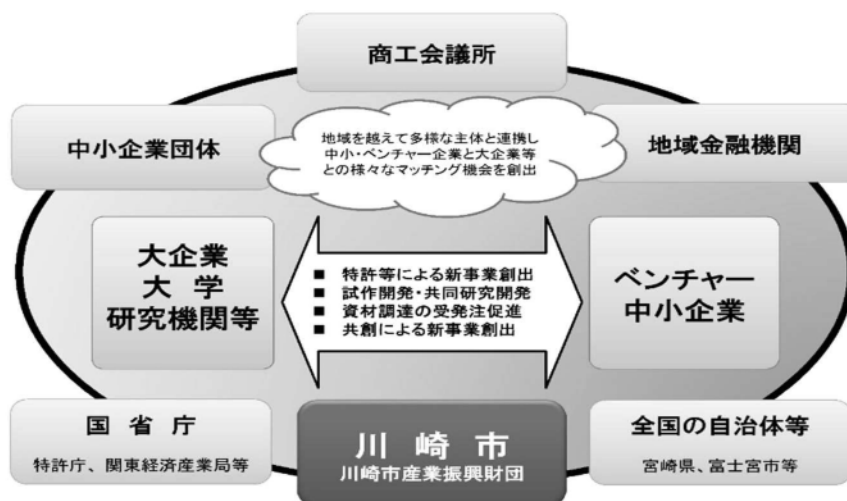 商工会議所
中小企業団体
地域を越えて多様な主体と連携し
中小・ベンチャー企業と大企業等
との様々なマッチング機会を創出
地域金融機関
大企業
大 学
研究機関等
■ 特許等による新事業創出
■ 試作開発・共同研究開発
■ 資材調達の受発注促進
■ 共創による新事業創出
ベンチャー
中小企業
国 省 庁
特許庁、関東経済産業局等
川 崎 市
川崎市産業振興財団
全国の自治体等
宮崎県、富士宮市等